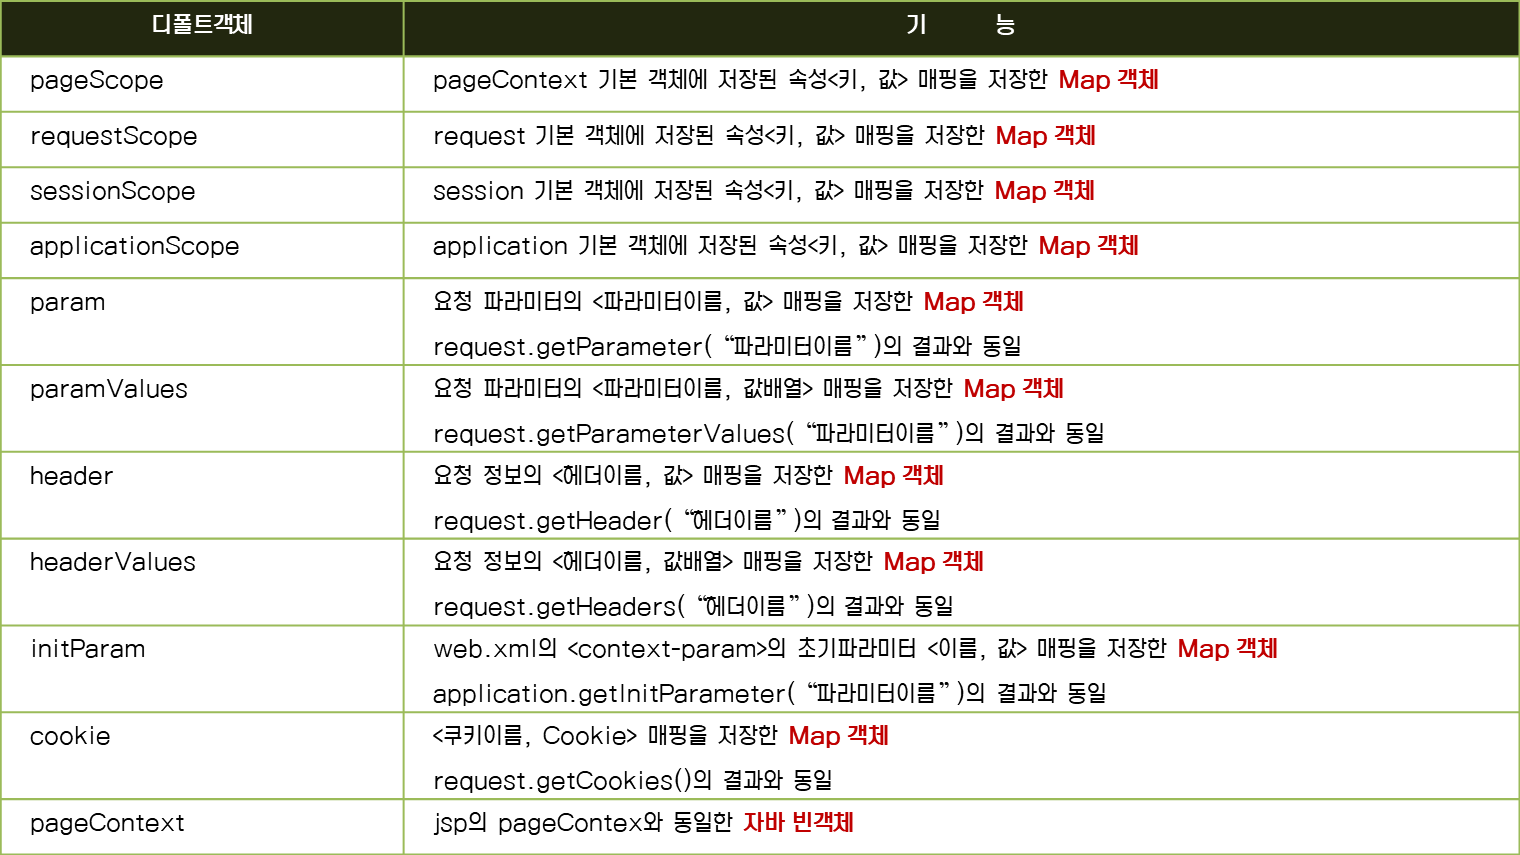 디폴트객체
기 능
pageScope
pageContext 기본 객체에 저장된 속성<키, 값> 매핑을 저장한 Map 객체
requestScope
request 기본 객체에 저장된 속성<키, 값> 매핑을 저장한 Map 객체
sessionScope
session 기본 객체에 저장된 속성<키, 값> 매핑을 저장한 Map 객체
applicationScope
application 기본 객체에 저장된 속성<키, 값> 매핑을 저장한 Map 객체
param
요청 파라미터의 <파라미터이름, 값> 매핑을 저장한 Map 객체
request.getParameter( “파라미터이름” )의 결과와 동일
paramValues
요청 파라미터의 <파라미터이름, 값배열> 매핑을 저장한 Map 객체
request.getParameterValues( “파라미터이름” )의 결과와 동일
header
요청 정보의 <헤더이름, 값> 매핑을 저장한 Map 객체
request.getHeader( “헤더이름” )의 결과와 동일
headerValues
요청 정보의 <헤더이름, 값배열> 매핑을 저장한 Map 객체
request.getHeaders( “헤더이름” )의 결과와 동일
initParam
web.xml의 <context-param>의 초기파라미터 <이름, 값> 매핑을 저장한 Map 객체
application.getInitParameter( “파라미터이름” )의 결과와 동일
cookie
<쿠키이름, Cookie> 매핑을 저장한 Map 객체
request.getCookies()의 결과와 동일
pageContext
jsp의 pageContex와 동일한 자바 빈객체